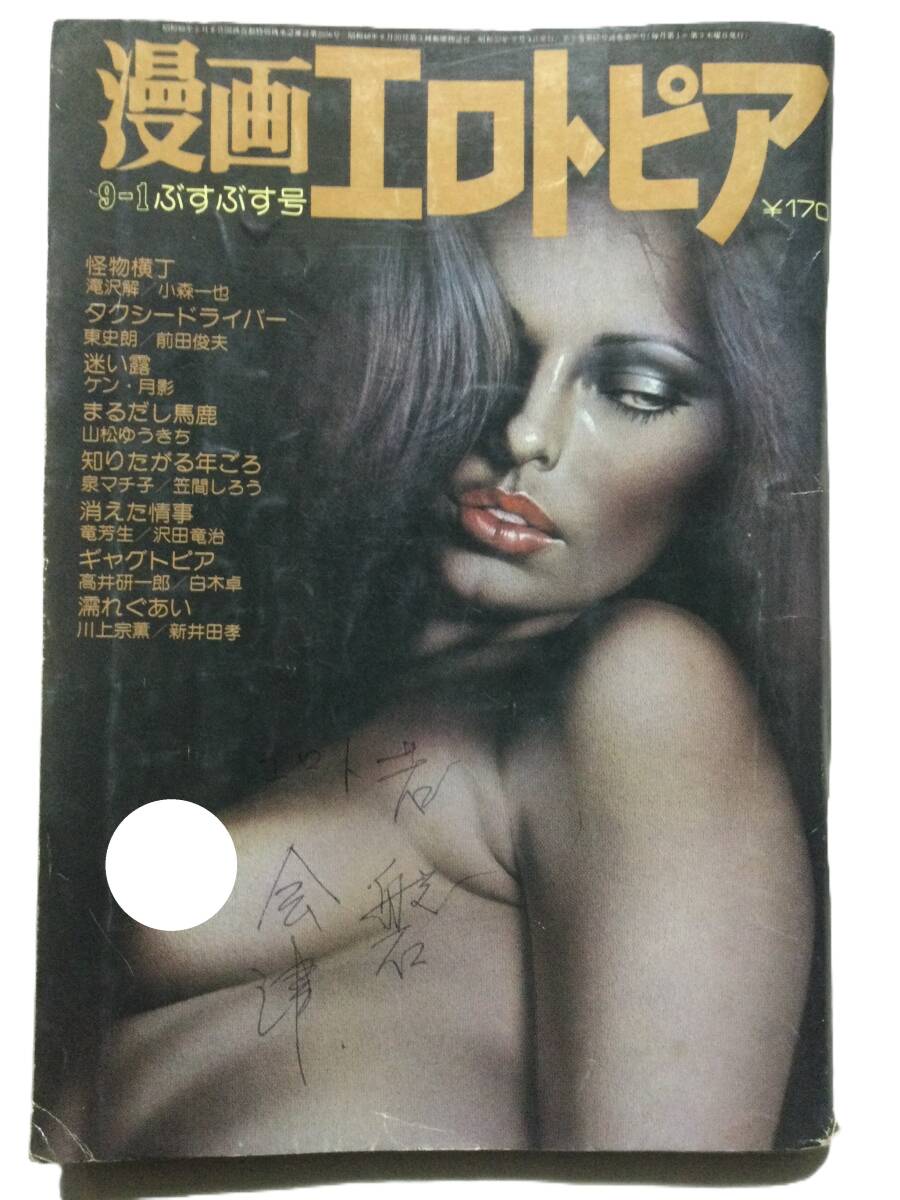 漫画エロトピア
9-1 ぶすぶす号
¥170
怪物横丁
滝沢解／小森一也
タクシードライバー
東史朗／前田俊夫
迷い露
ケン・月影
まるだし馬鹿
山松ゆうきち
知りたがる年ごろ
泉マチ子／笠間しろう
消えた情事
竜芳生／沢田竜治
ギャグトピア
高井研一郎／白木卓
濡れぐあい
川上宗薫／新井田孝
会津